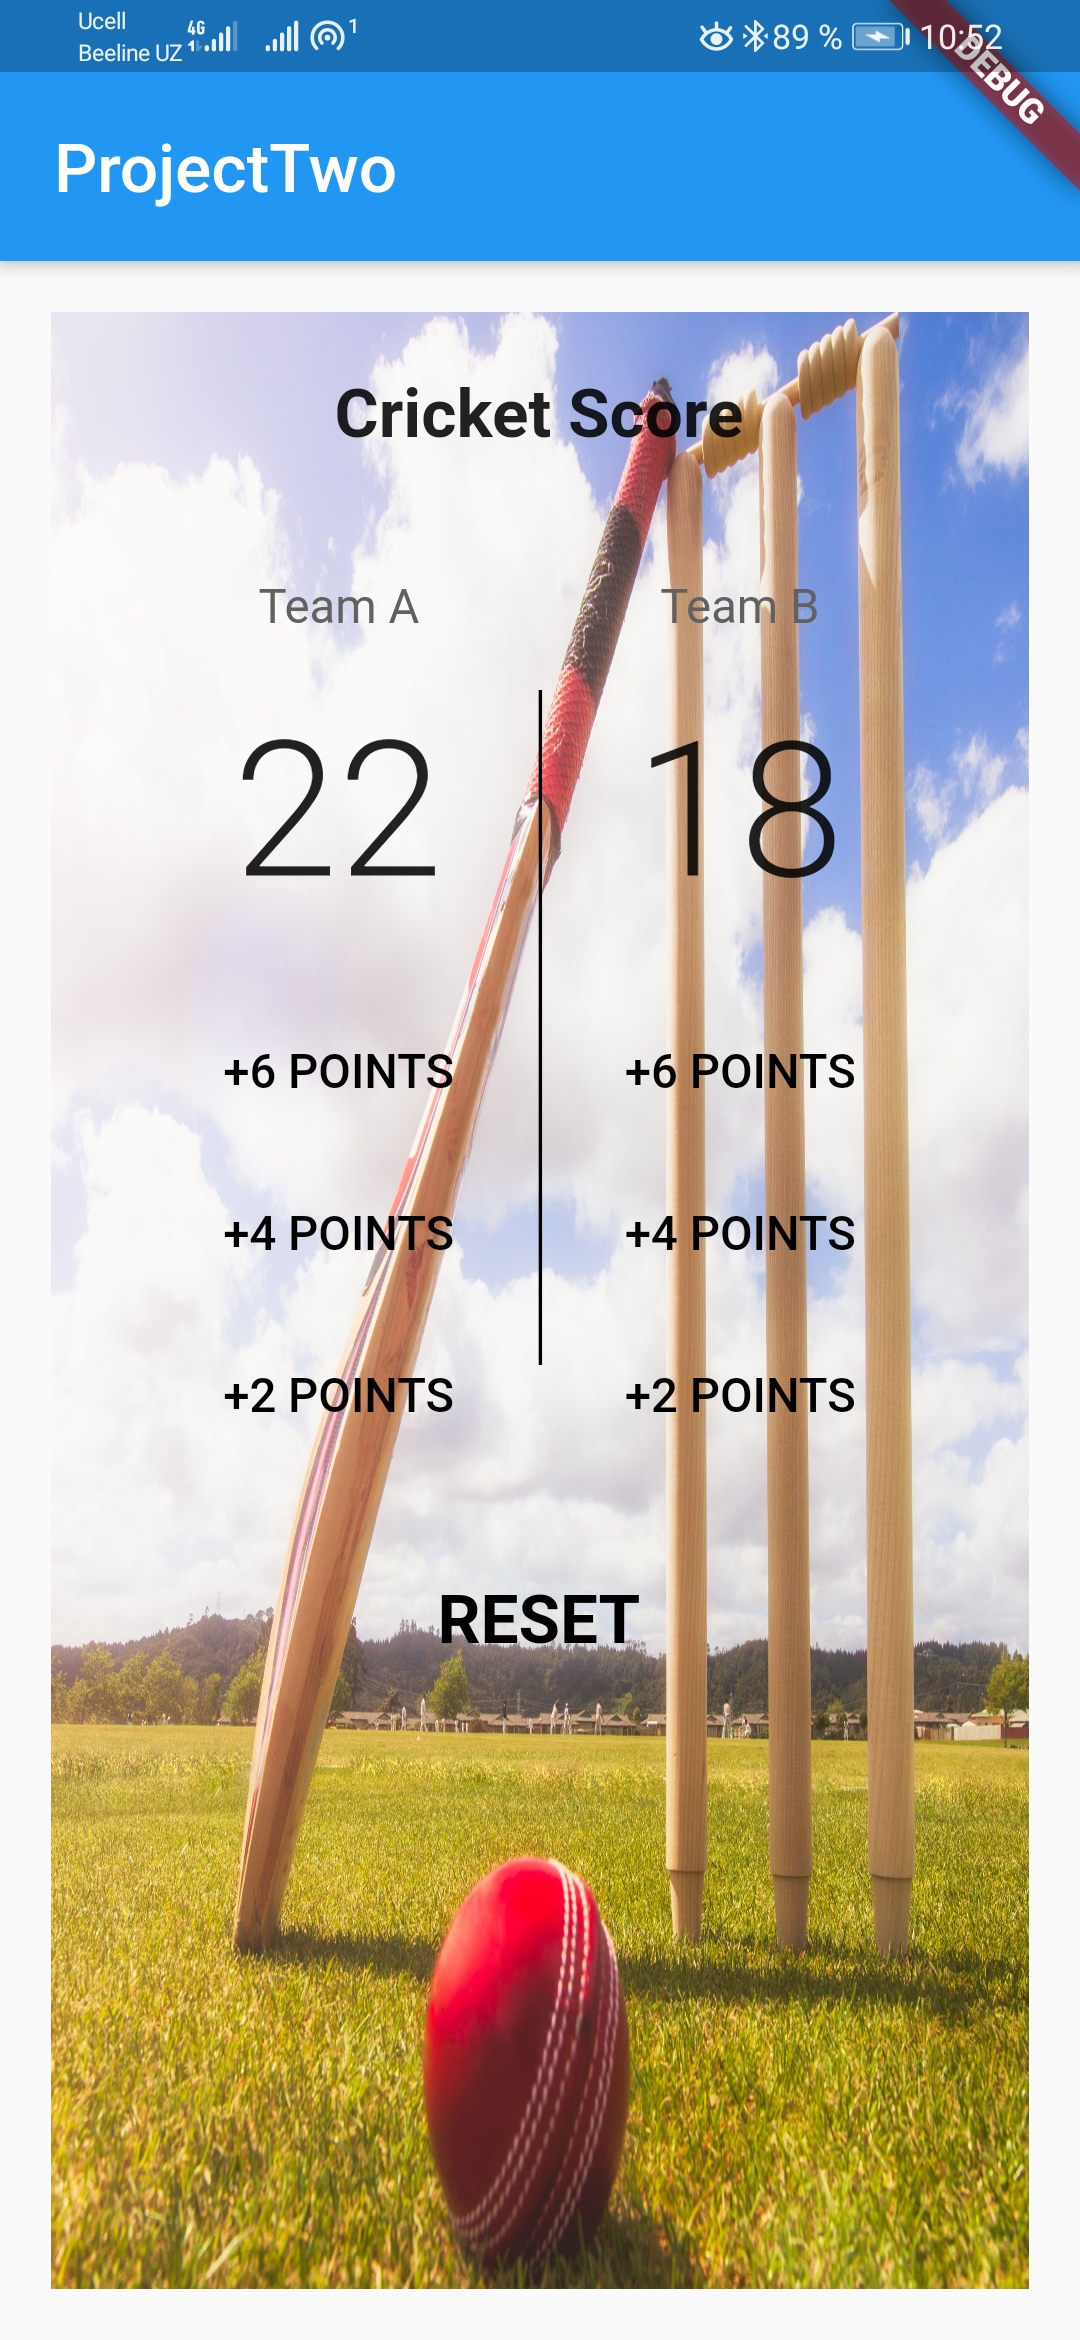 Ucell
Beeline UZ 4G 1 89 % 10:52
DEBUG
ProjectTwo
Cricket Score
Team A Team B
22 18
+6 POINTS +6 POINTS
+4 POINTS +4 POINTS
+2 POINTS +2 POINTS
RESET